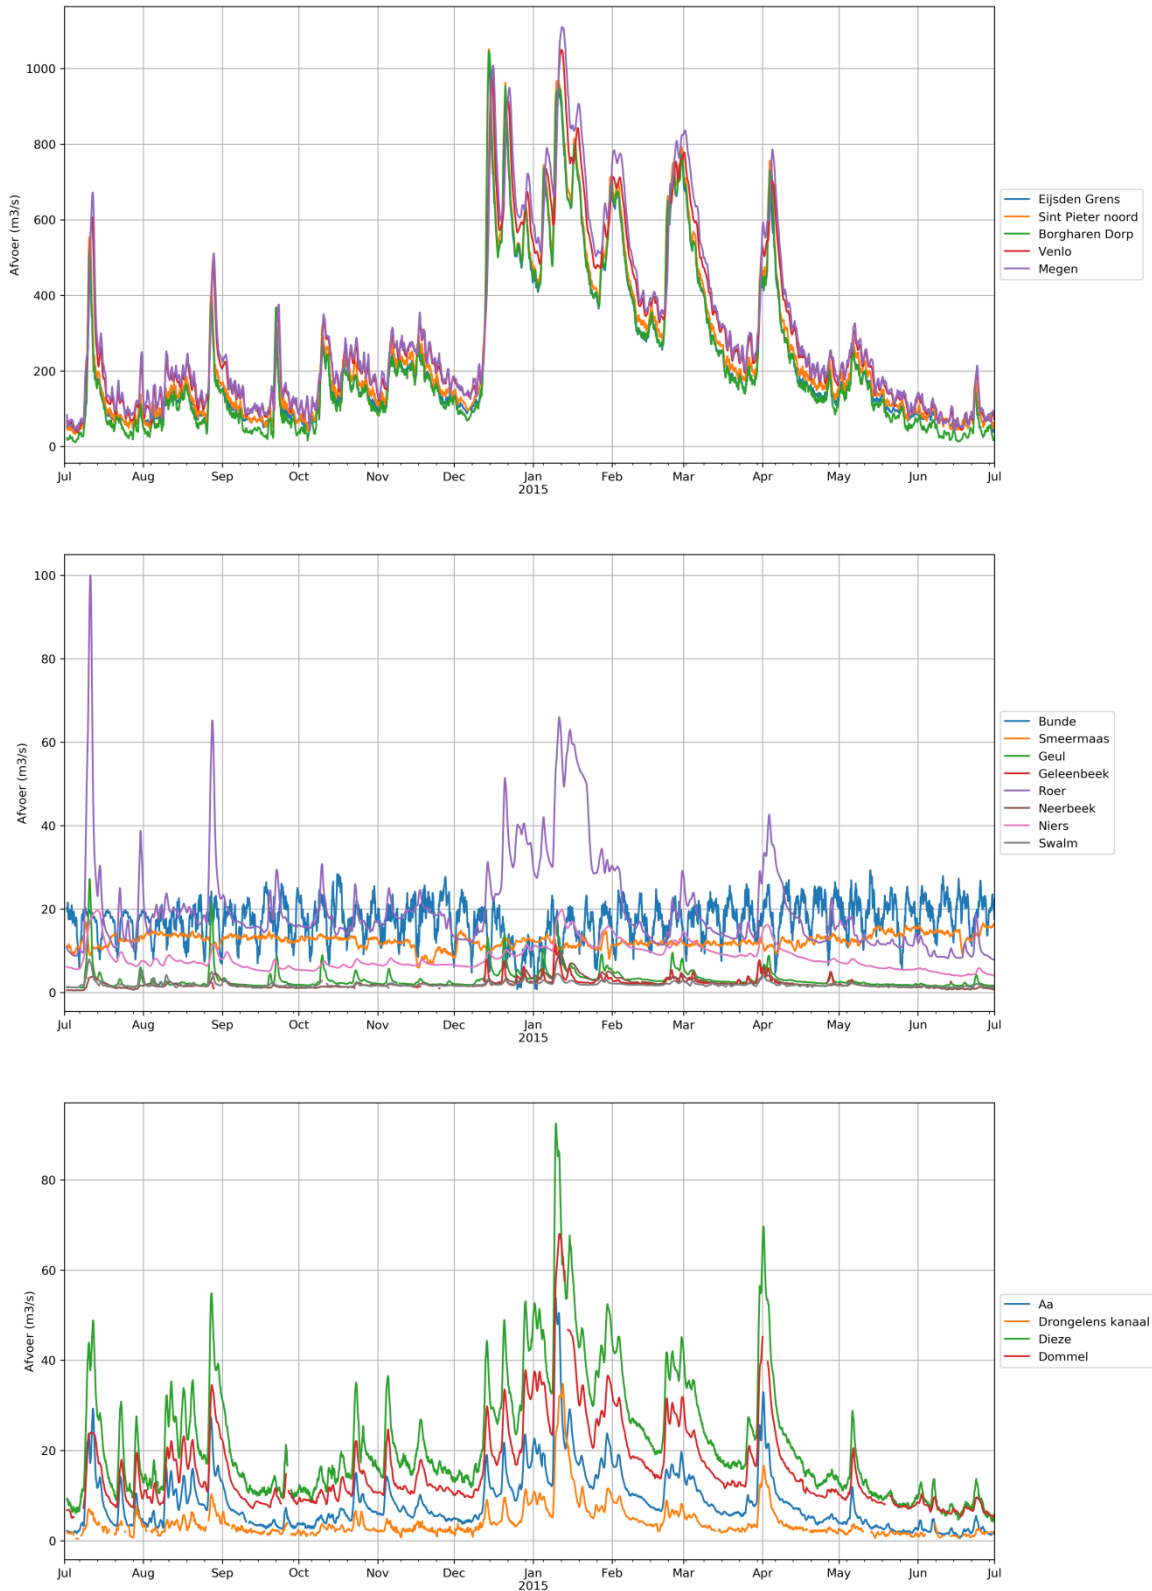 1000
800
600
400
200
0
Afvoer (m3/s)
Jul Aug Sep Oct Nov Dec Jan Feb Mar Apr May Jun Jul
2015
Eijsden Grens
Sint Pieter noord
Borgharen Dorp
Venlo
Megen
100
80
60
40
20
0
Afvoer (m3/s)
Jul Aug Sep Oct Nov Dec Jan Feb Mar Apr May Jun Jul
2015
Bunde
Smeermaas
Geul
Geleenbeek
Roer
Neerbeek
Niers
Swalm
80
60
40
20
0
Afvoer (m3/s)
Jul Aug Sep Oct Nov Dec Jan Feb Mar Apr May Jun Jul
2015
Aa
Drongelens kanaal
Dieze
Dommel